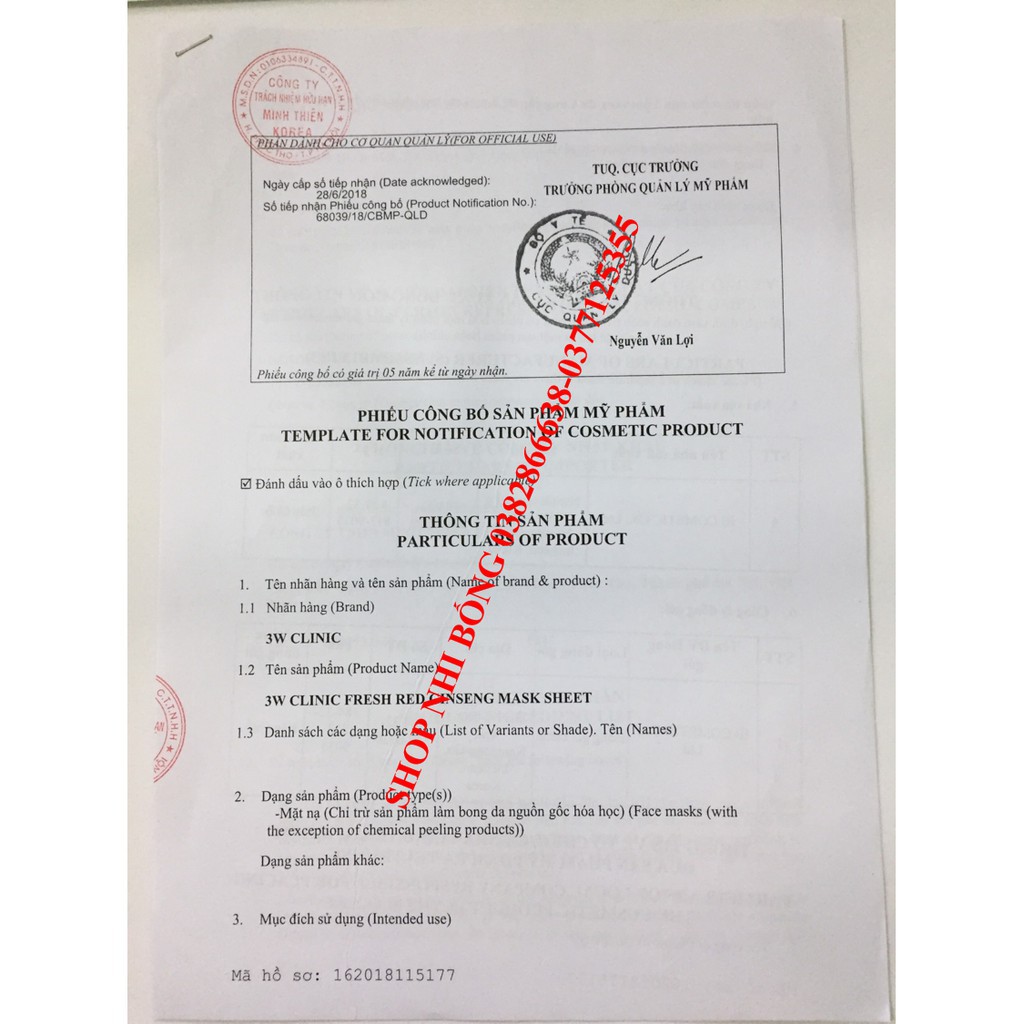 M.S.D.N:0106334891-C.T.T.N.H.H
CÔNG TY
TRÁCH NHIỆM HỮU HẠN
MINH THIÊN
KOREA
PHẦN DÀNH CHO CƠ QUAN QUẢN LÝ(FOR OFFICIAL USE)
Ngày cấp số tiếp nhận (Date acknowledged):
28/6/2018
Số tiếp nhận Phiếu công bố (Product Notification No.):
68039/18/CBMP-QLD
TUQ. CỤC TRƯỞNG
TRƯỞNG PHÒNG QUẢN LÝ MỸ PHẨM
BỘ Y TẾ
CỤC QUẢN LÝ DƯỢC
Nguyễn Văn Lợi
Phiếu công bố có giá trị 05 năm kể từ ngày nhận.
PHIẾU CÔNG BỐ SẢN PHẨM MỸ PHẨM
TEMPLATE FOR NOTIFICATION OF COSMETIC PRODUCT
☑ Đánh dấu vào ô thích hợp (Tick where applicable)
THÔNG TIN SẢN PHẨM
PARTICULARS OF PRODUCT
1. Tên nhãn hàng và tên sản phẩm (Name of brand & product) :
1.1 Nhãn hàng (Brand)
3W CLINIC
1.2 Tên sản phẩm (Product Name)
3W CLINIC FRESH RED GINSENG MASK SHEET
1.3 Danh sách các dạng hoặc màu (List of Variants or Shade). Tên (Names)
2. Dạng sản phẩm (Product type(s))
-Mặt nạ (Chỉ trừ sản phẩm làm bong da nguồn gốc hóa học) (Face masks (with
the exception of chemical peeling products))
Dạng sản phẩm khác:
3. Mục đích sử dụng (Intended use)
Mã hồ sơ: 162018115177
SHOP NHI BỐNG 0382866638-0377125355
C.T.T.N.H.H